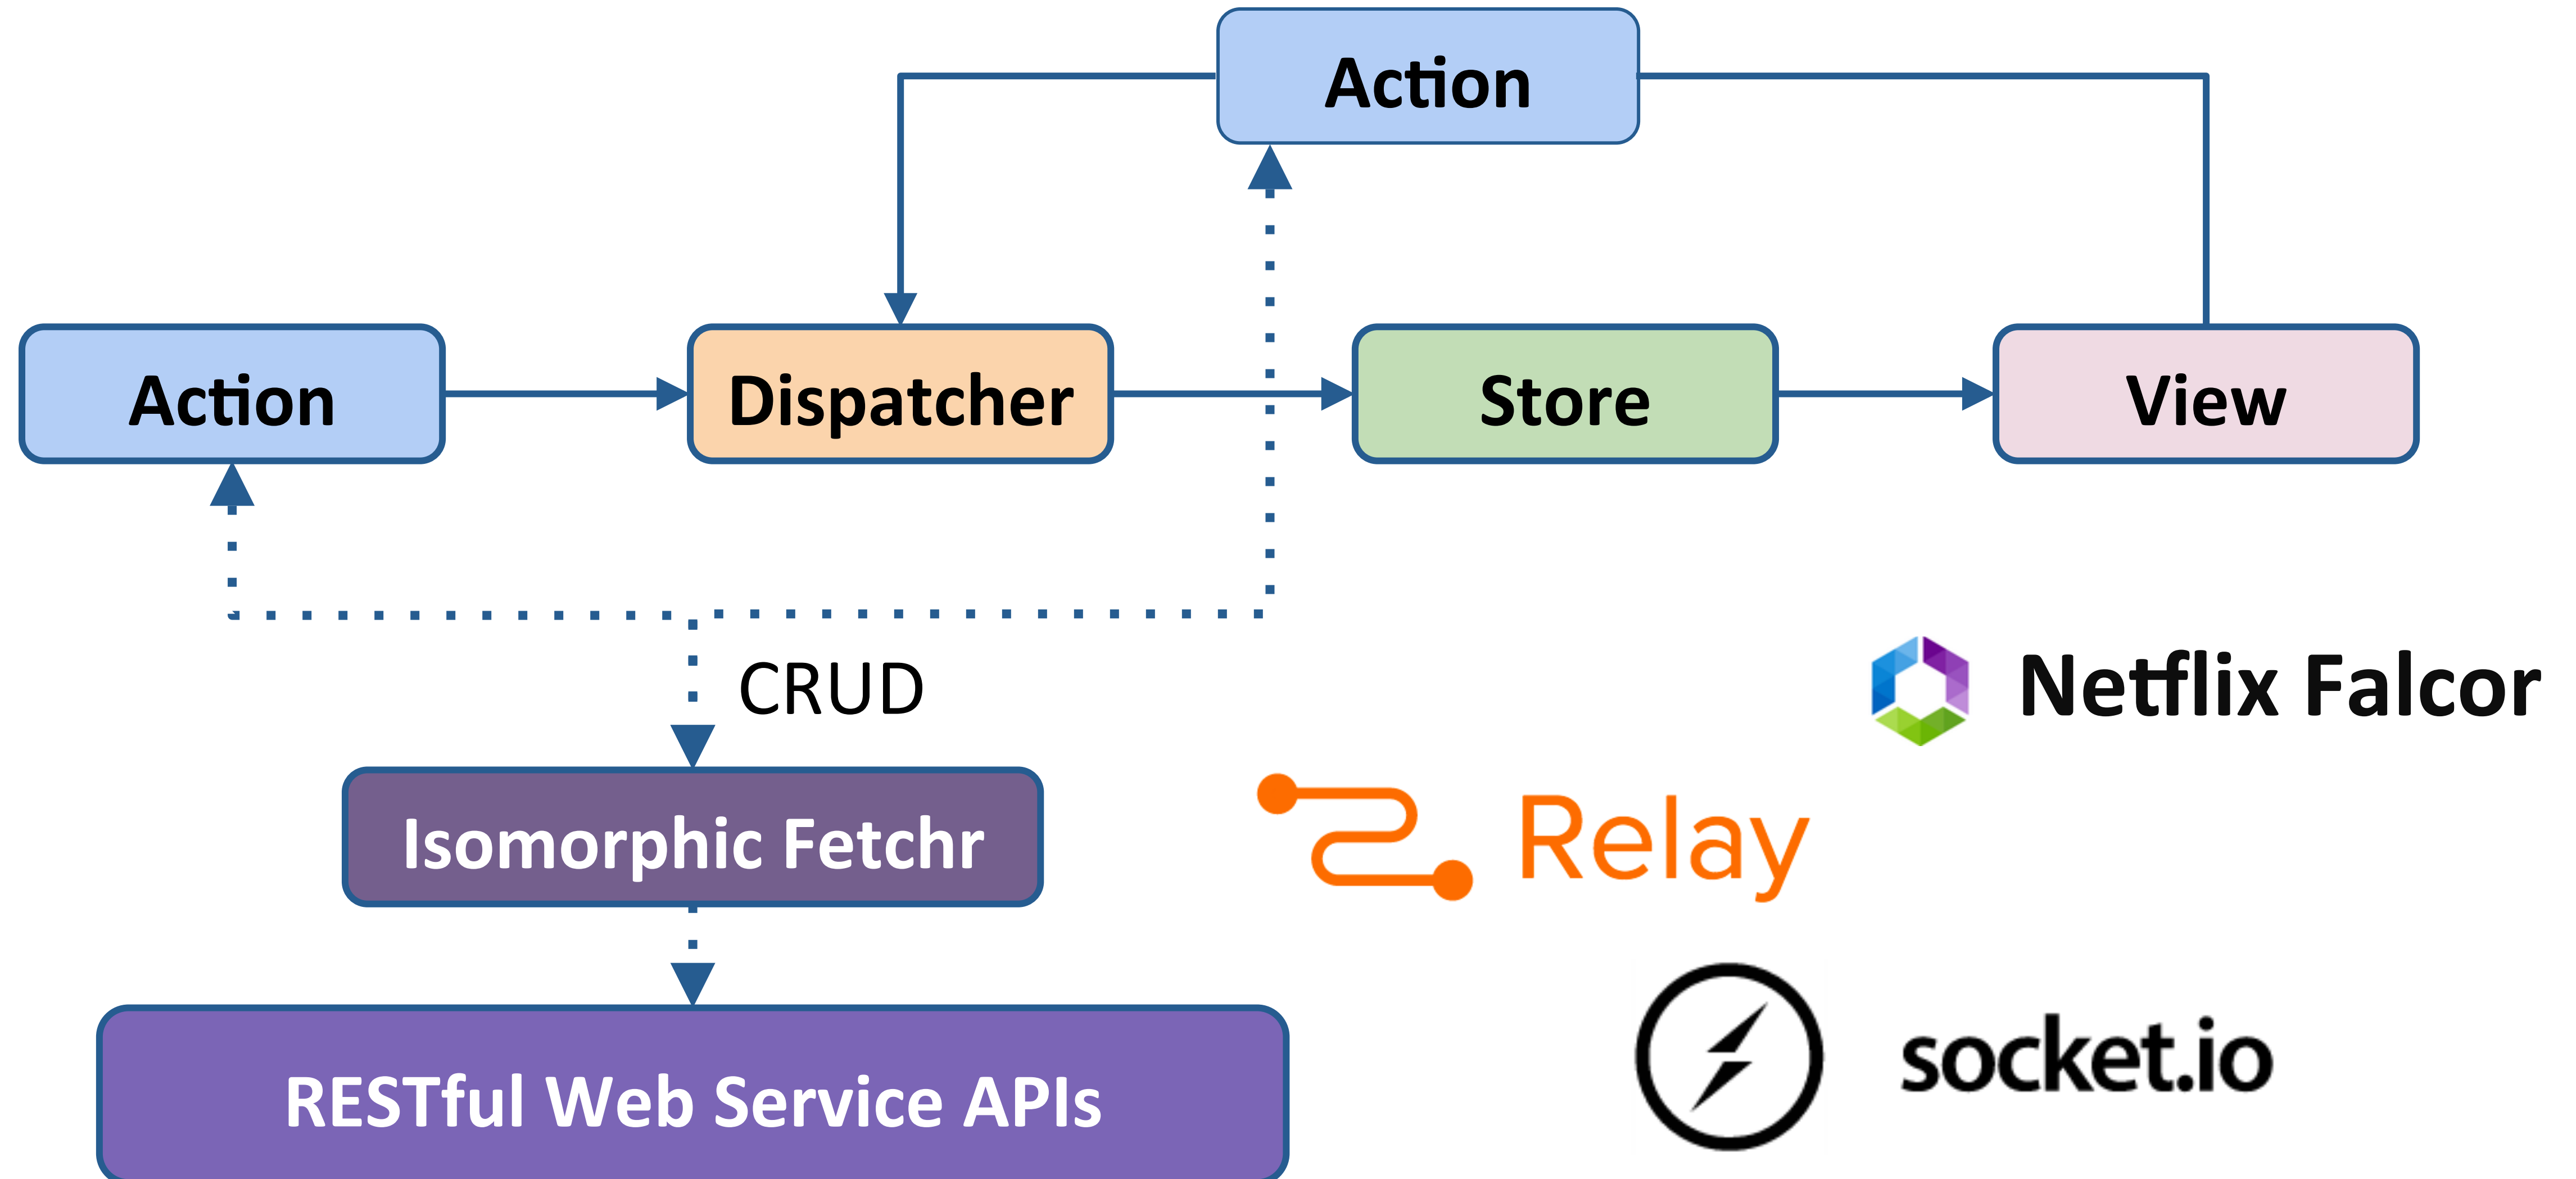 Action
Action
Dispatcher
Store
View
CRUD
Netflix Falcor
Isomorphic Fetchr
Relay
RESTful Web Service APIs
socket.io